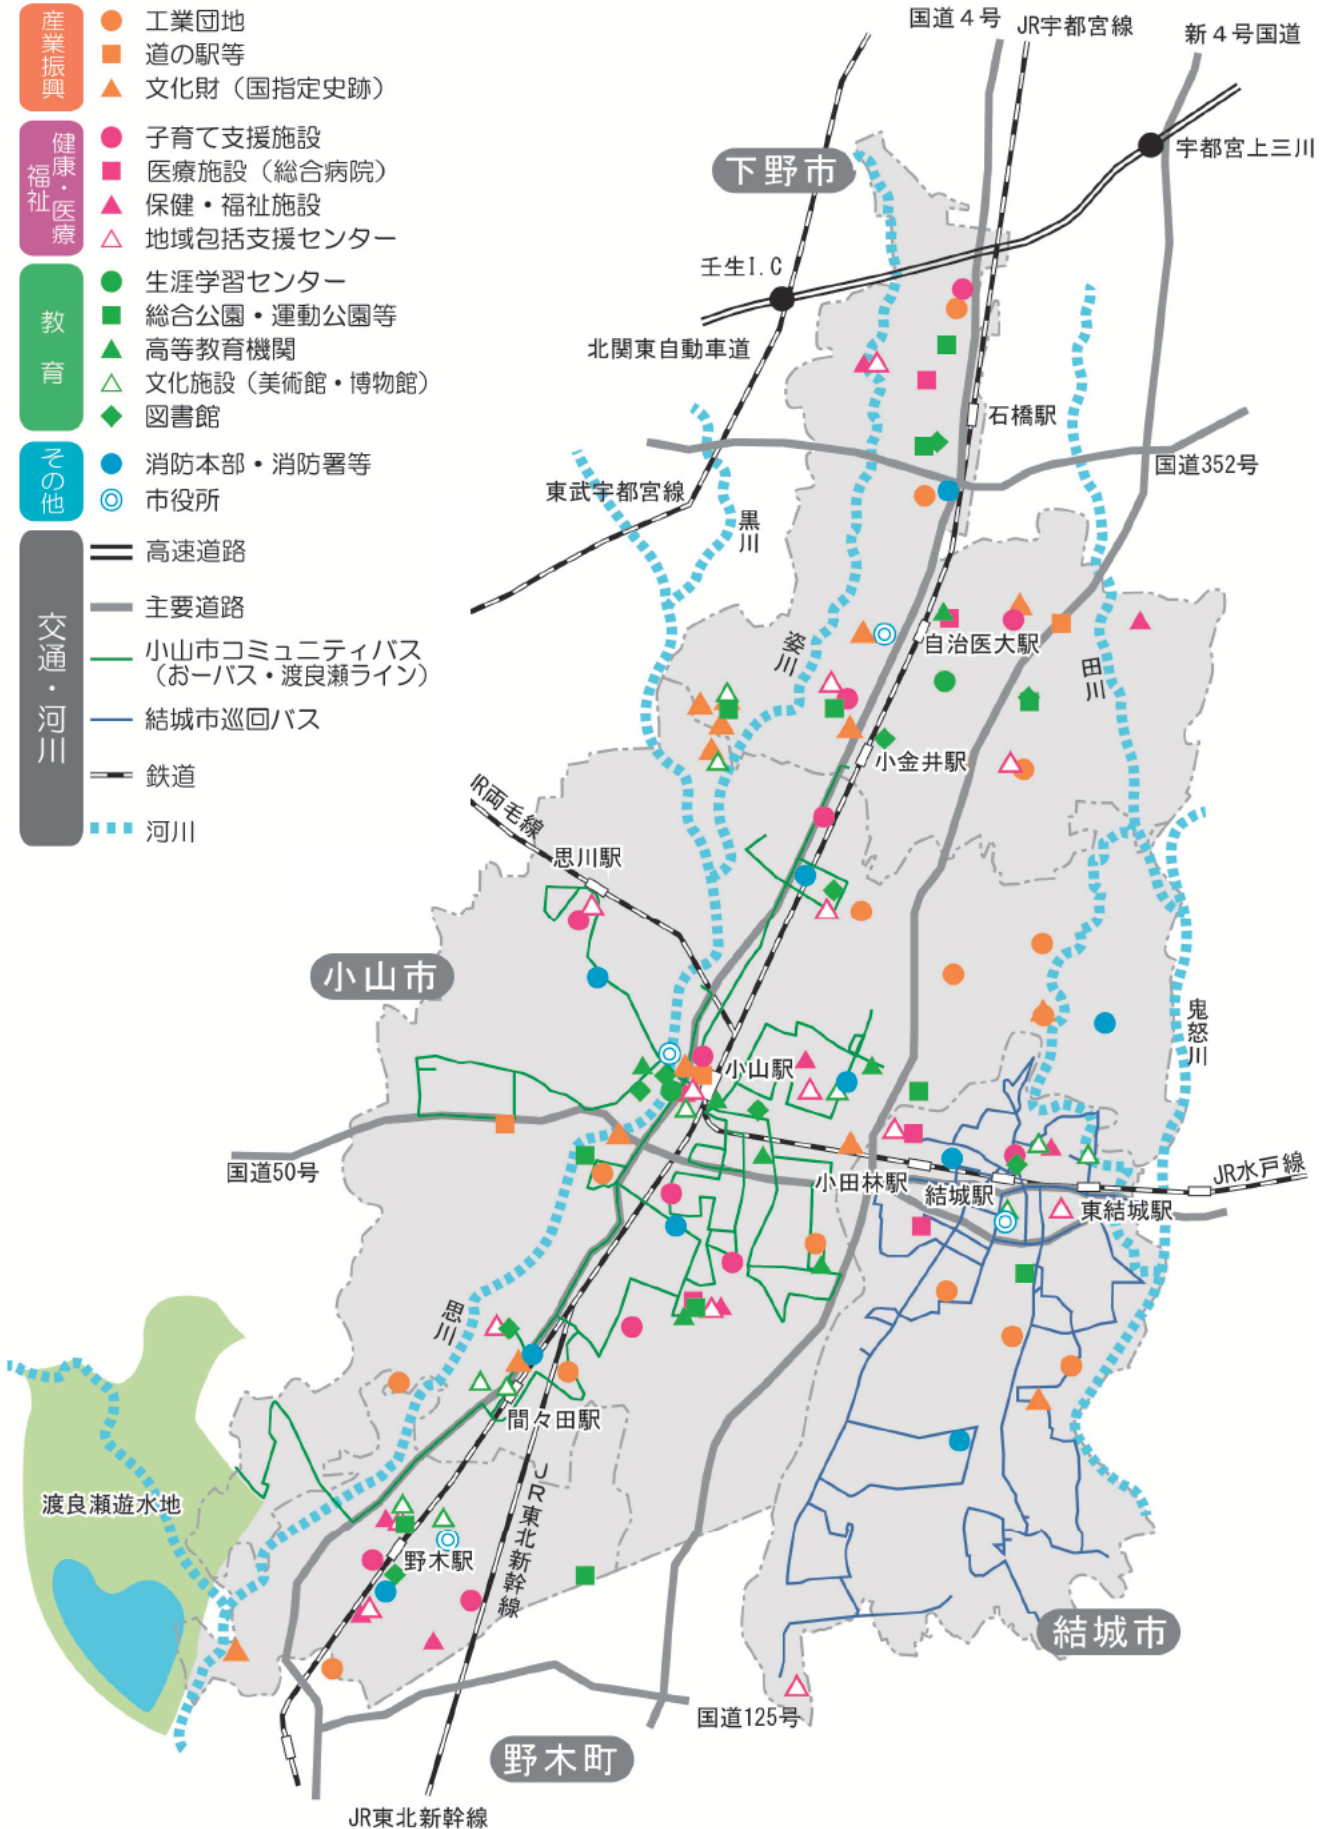 産業振興
工業団地
道の駅等
文化財（国指定史跡）
健康・医療
福祉
子育て支援施設
医療施設（総合病院）
保健・福祉施設
地域包括支援センター
教育
生涯学習センター
総合公園・運動公園等
高等教育機関
文化施設（美術館・博物館）
図書館
その他
消防本部・消防署等
市役所
交通・河川
高速道路
主要道路
小山市コミュニティバス
（おーバス・渡良瀬ライン）
結城市巡回バス
鉄道
河川
国道４号
JR宇都宮線
新４号国道
宇都宮上三川
下野市
壬生I.C
北関東自動車道
石橋駅
国道352号
東武宇都宮線
黒川
姿川
自治医大駅
田川
小金井駅
JR両毛線
思川駅
小山市
鬼怒川
小山駅
国道50号
小田林駅
結城駅
東結城駅
JR水戸線
思川
間々田駅
渡良瀬遊水地
JR東北新幹線
野木駅
結城市
国道125号
野木町
JR東北新幹線